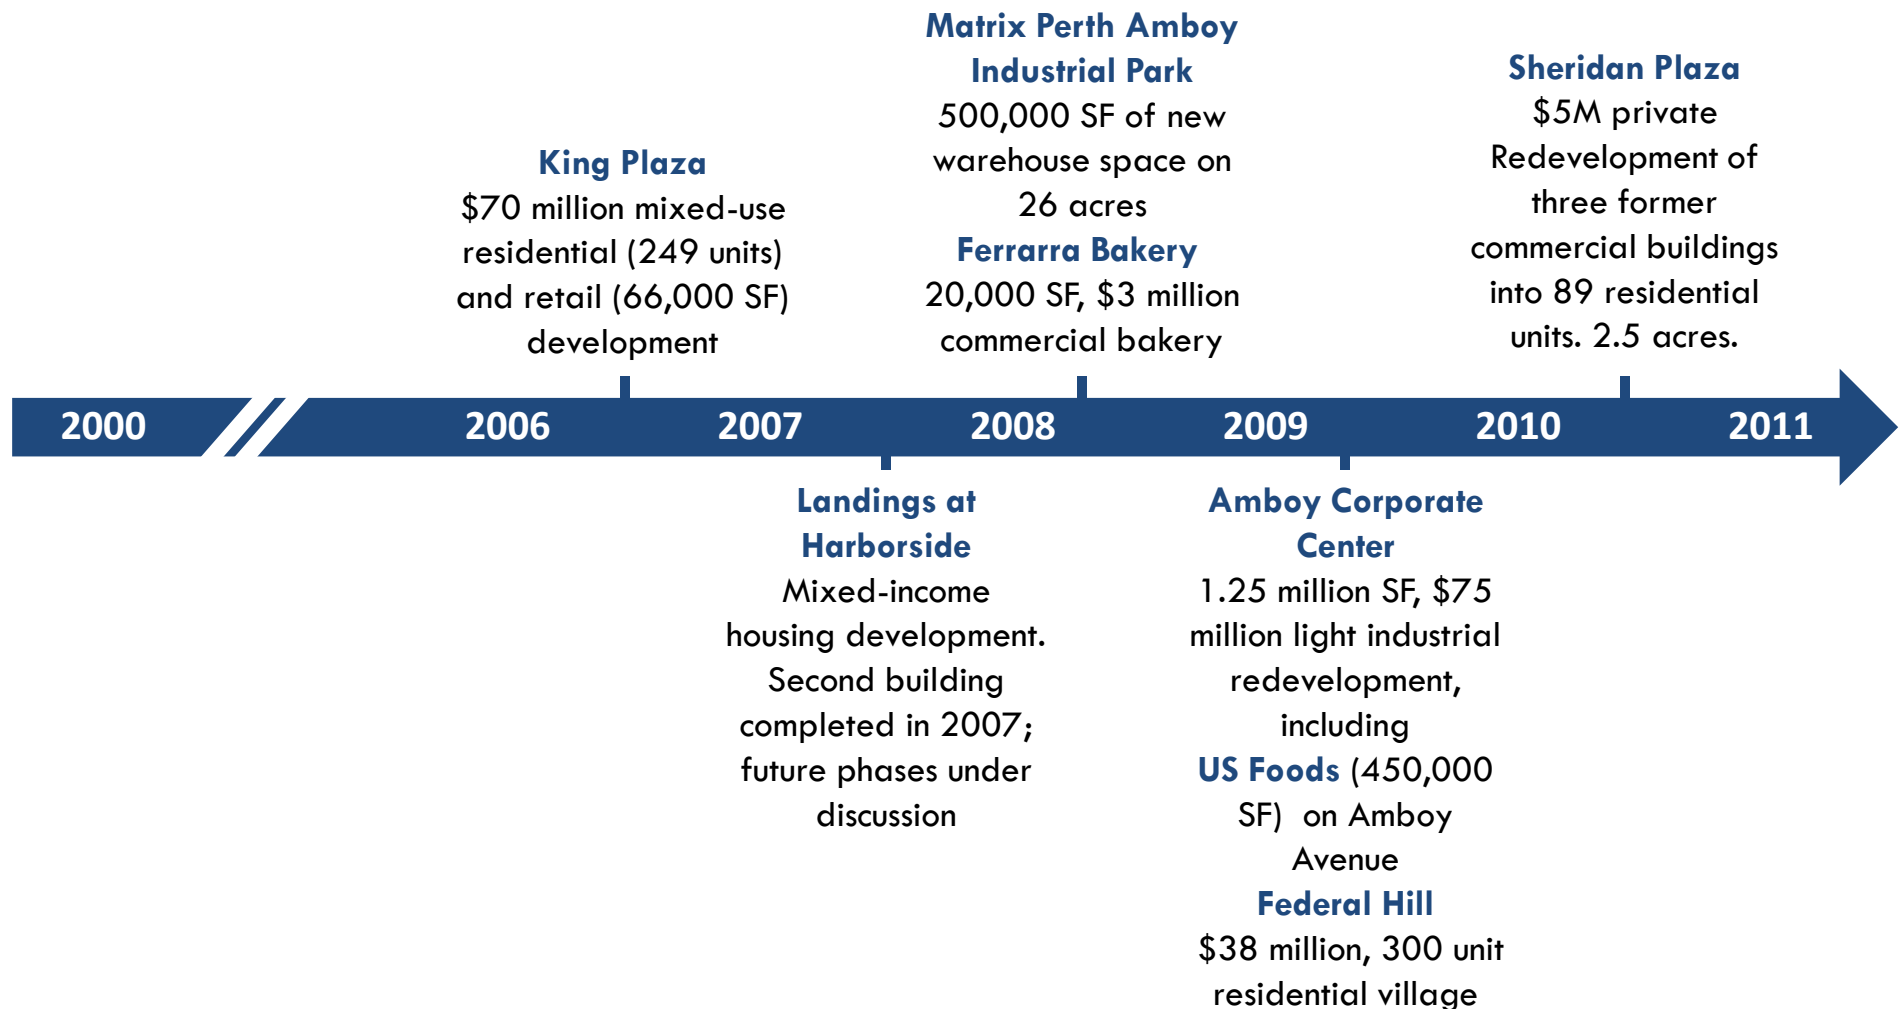 King Plaza
$70 million mixed-use
residential (249 units)
and retail (66,000 SF)
development
Matrix Perth Amboy
Industrial Park
500,000 SF of new
warehouse space on
26 acres
Ferrarra Bakery
20,000 SF, $3 million
commercial bakery
Sheridan Plaza
$5M private
Redevelopment of
three former
commercial buildings
into 89 residential
units. 2.5 acres.
2000 2006 2007 2008 2009 2010 2011
Landings at
Harborside
Mixed-income
housing development.
Second building
completed in 2007;
future phases under
discussion
Amboy Corporate
Center
1.25 million SF, $75
million light industrial
redevelopment,
including
US Foods (450,000
SF)  on Amboy
Avenue
Federal Hill
$38 million, 300 unit
residential village